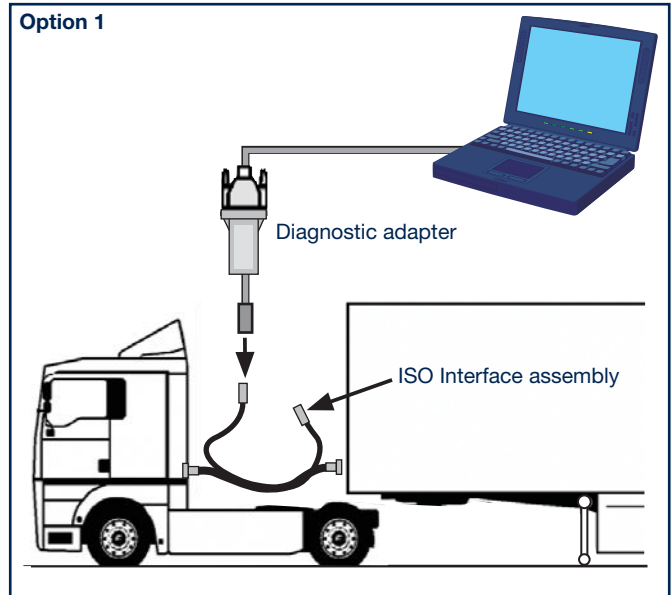 Option 1
Diagnostic adapter
ISO Interface assembly